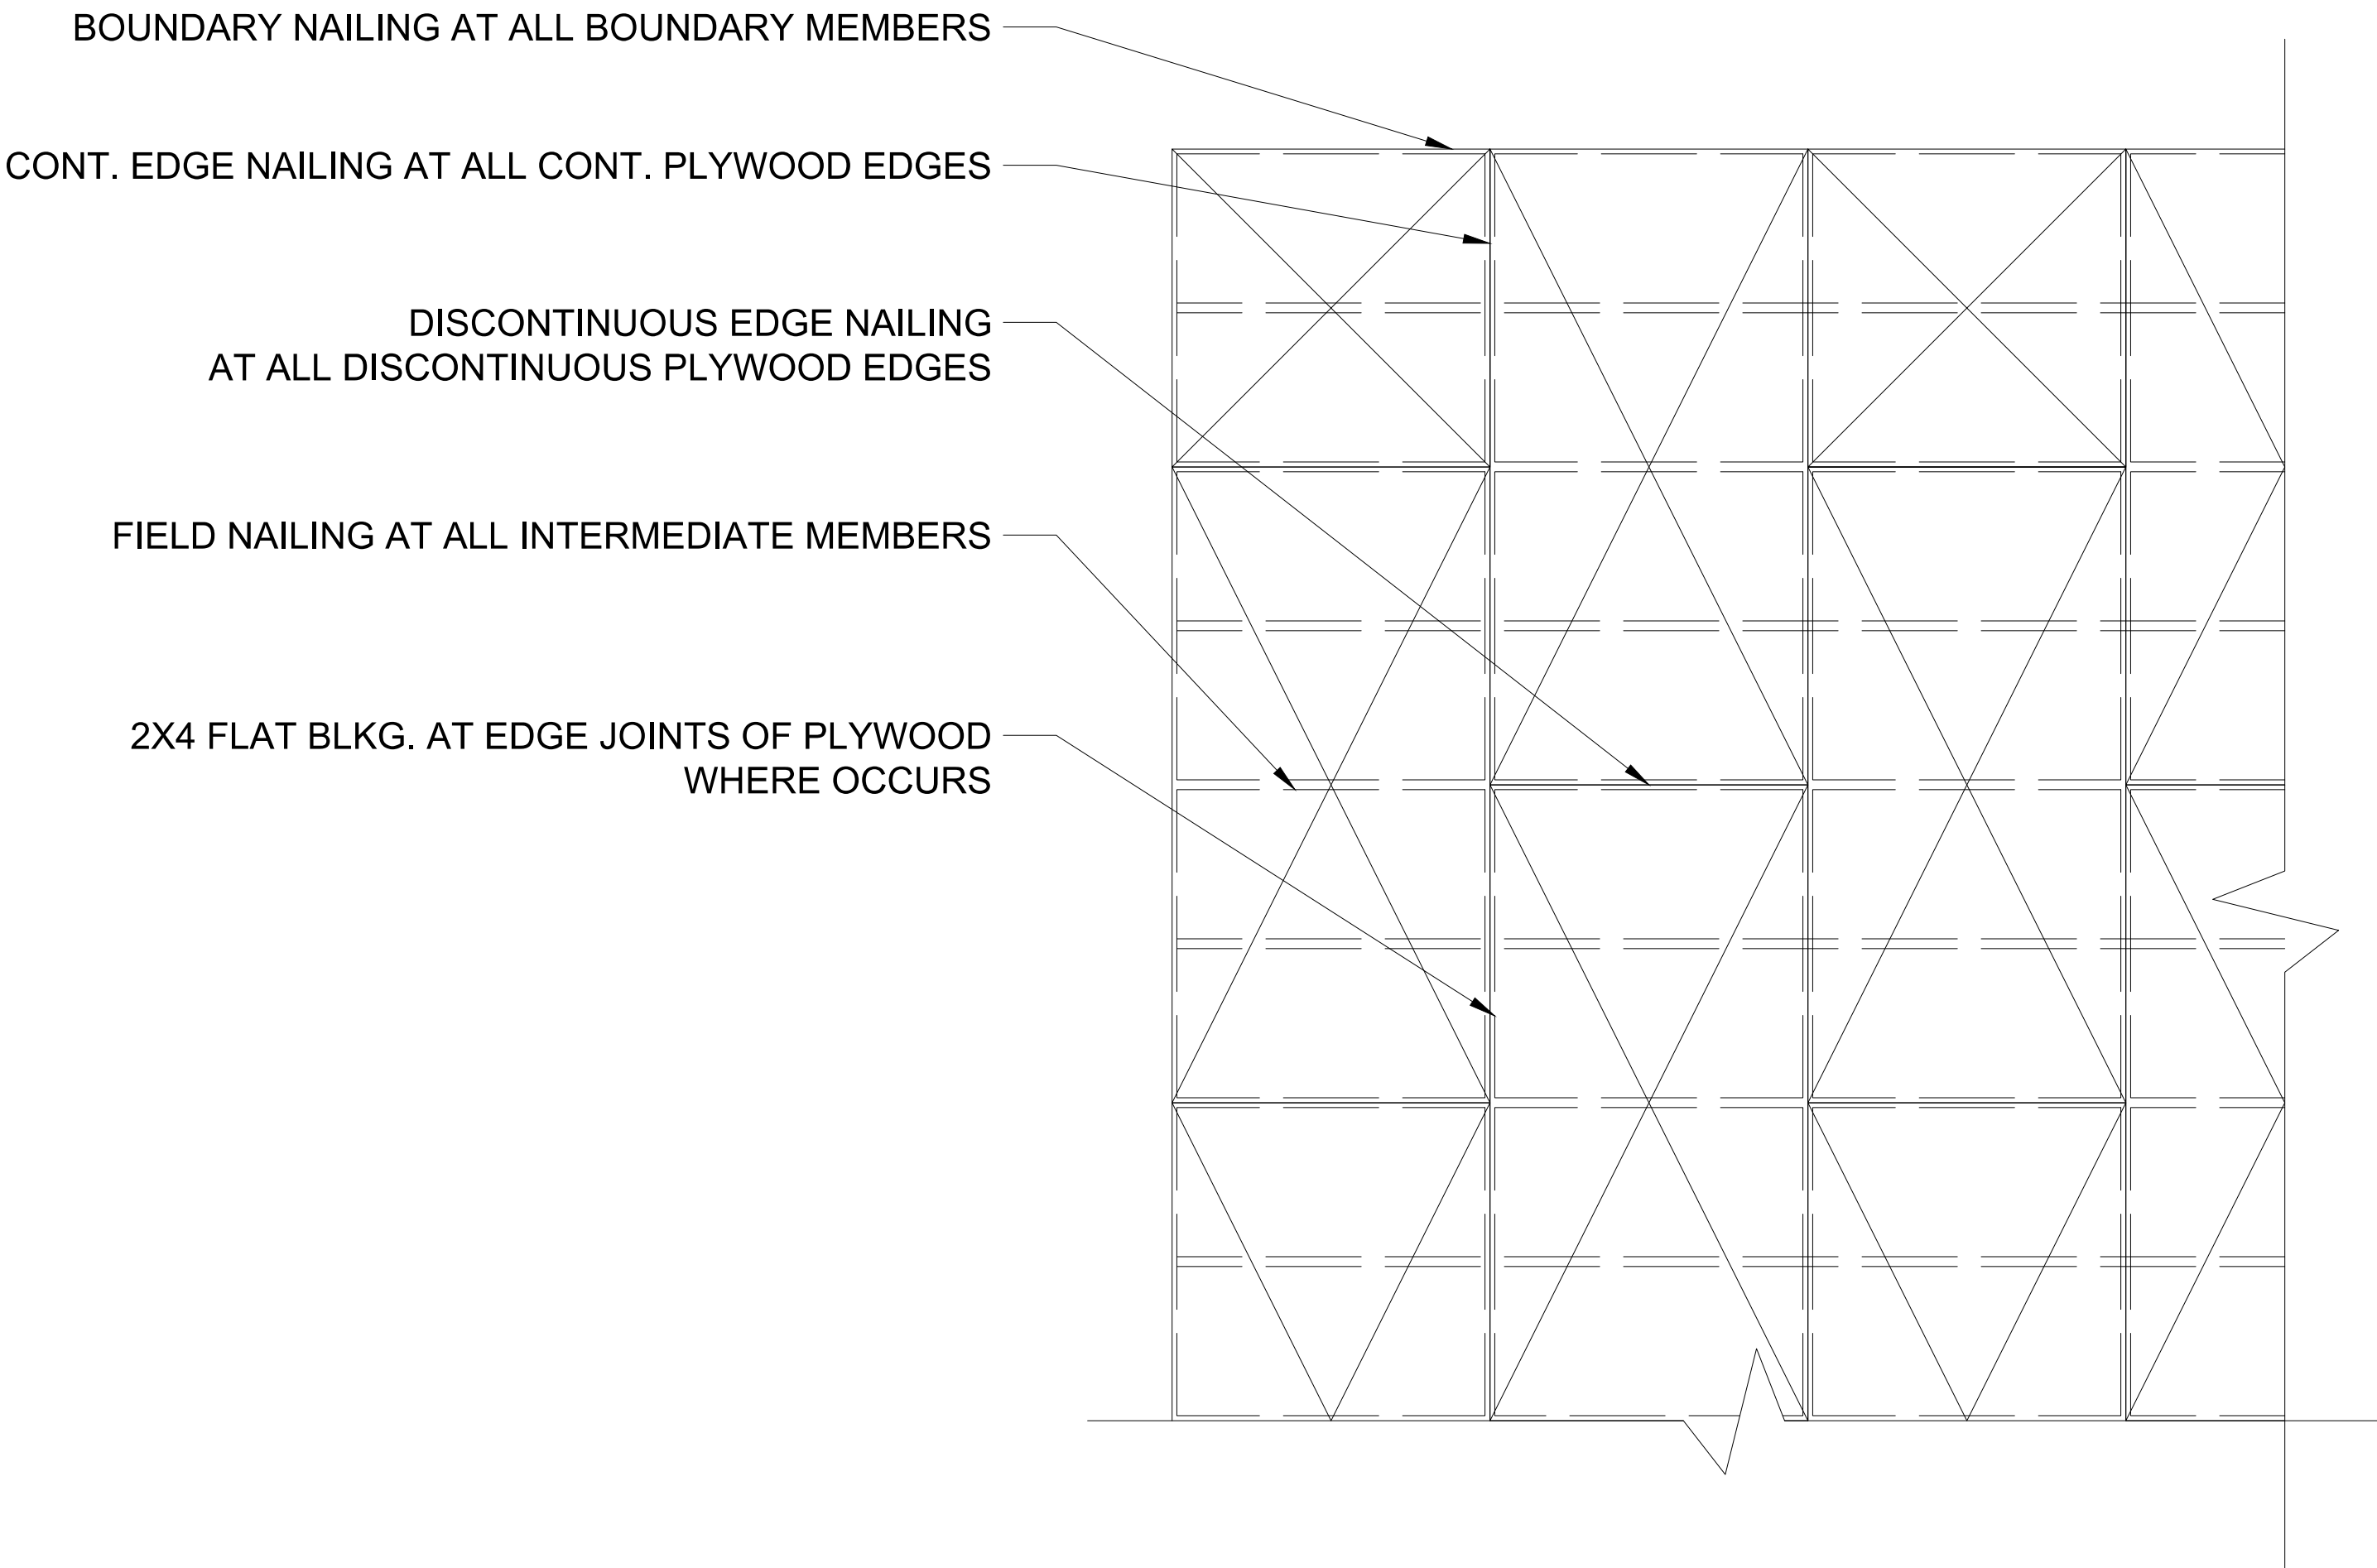 BOUNDARY NAILING AT ALL BOUNDARY MEMBERS
CONT. EDGE NAILING AT ALL CONT. PLYWOOD EDGES
DISCONTINUOUS EDGE NAILING
AT ALL DISCONTINUOUS PLYWOOD EDGES
FIELD NAILING AT ALL INTERMEDIATE MEMBERS
2X4 FLAT BLKG. AT EDGE JOINTS OF PLYWOOD
WHERE OCCURS